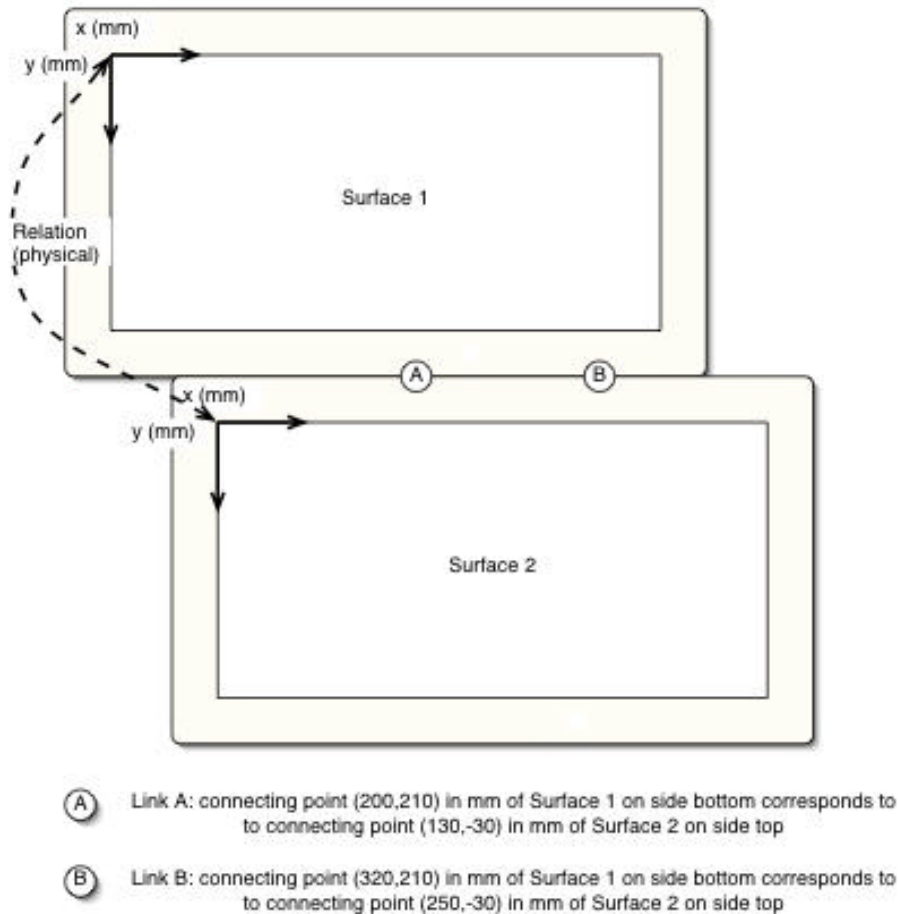 x (mm)
y (mm)
Surface 1
Relation
(physical)
A
B
x (mm)
y (mm)
Surface 2
A
Link A: connecting point (200,210) in mm of Surface 1 on side bottom corresponds to
to connecting point (130,-30) in mm of Surface 2 on side top
B
Link B: connecting point (320,210) in mm of Surface 1 on side bottom corresponds to
to connecting point (250,-30) in mm of Surface 2 on side top